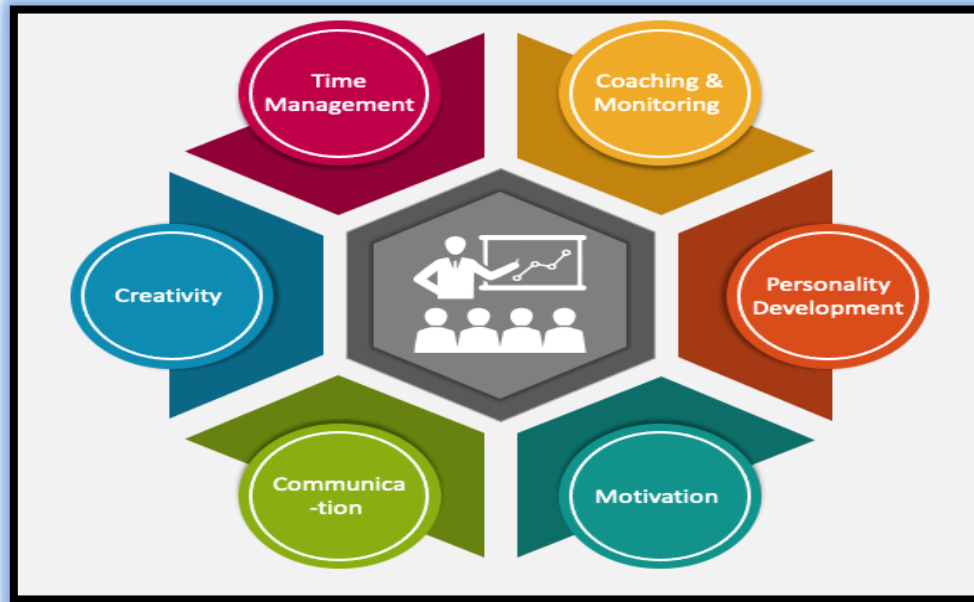 Time
Management
Coaching &
Monitoring
Creativity
Personality
Development
Communica
-tion
Motivation